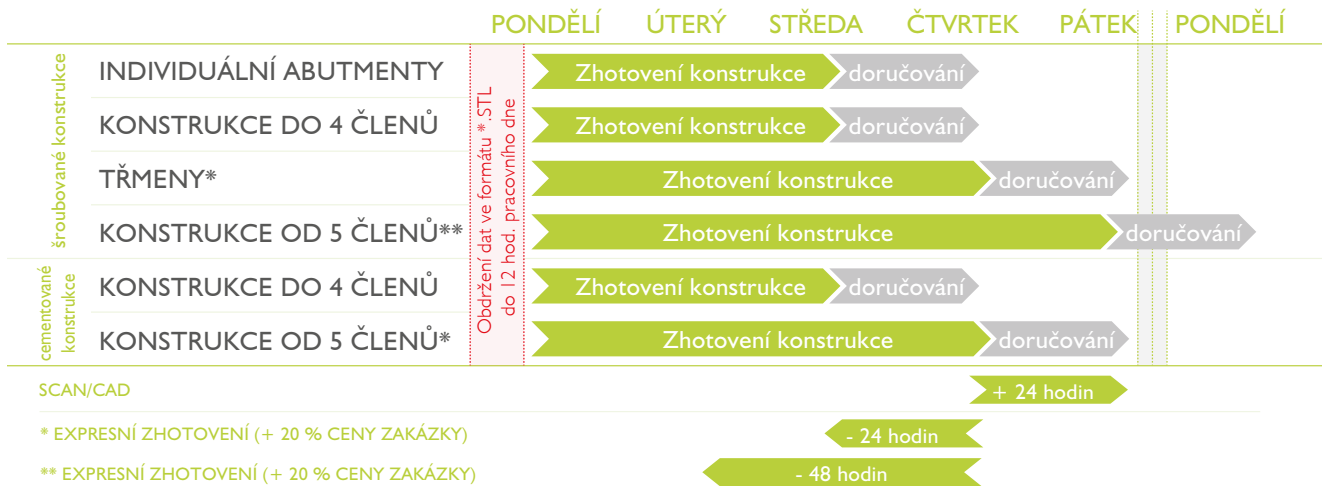 PONDĚLÍ ÚTERÝ STŘEDA ČTVRTEK PÁTEK PONDĚLÍ
šroubované konstrukce
Obdržení dat ve formátu *.STL
do 12 hod. pracovního dne
INDIVIDUÁLNÍ ABUTMENTY Zhotovení konstrukce doručování
KONSTRUKCE DO 4 ČLENŮ Zhotovení konstrukce doručování
TŘMENY* Zhotovení konstrukce doručování
KONSTRUKCE OD 5 ČLENŮ** Zhotovení konstrukce doručování
cementované
konstrukce
KONSTRUKCE DO 4 ČLENŮ Zhotovení konstrukce doručování
KONSTRUKCE OD 5 ČLENŮ* Zhotovení konstrukce doručování
SCAN/CAD + 24 hodin
* EXPRESNÍ ZHOTOVENÍ (+ 20 % CENY ZAKÁZKY) - 24 hodin
** EXPRESNÍ ZHOTOVENÍ (+ 20 % CENY ZAKÁZKY) - 48 hodin